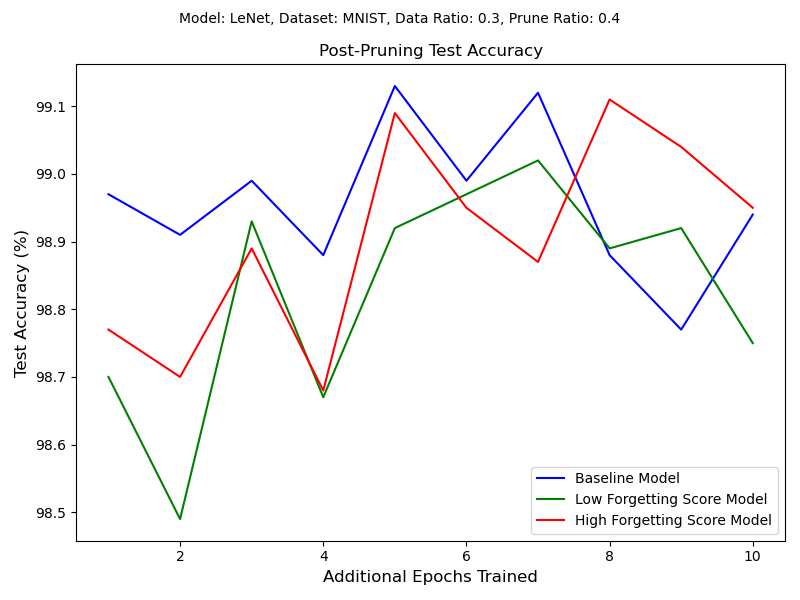 Model: LeNet, Dataset: MNIST, Data Ratio: 0.3, Prune Ratio: 0.4
Post-Pruning Test Accuracy
99.1
99.0
98.9
98.8
98.7
98.6
98.5
Test Accuracy (%)
Baseline Model
Low Forgetting Score Model
High Forgetting Score Model
2 4 6 8 10
Additional Epochs Trained